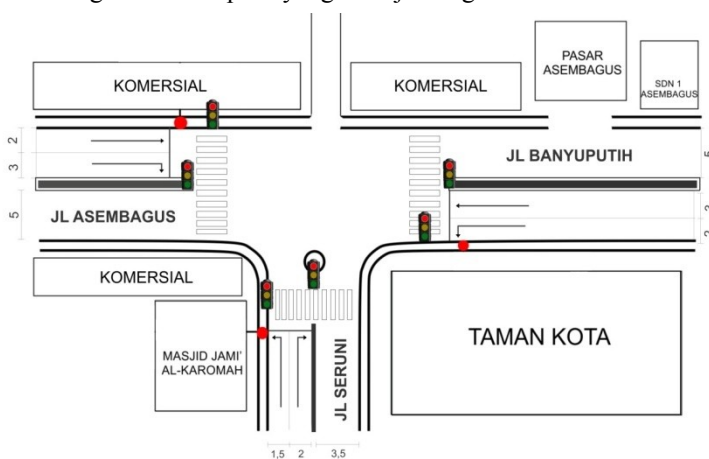 KOMERSIAL
KOMERSIAL
PASAR
ASEMBAGUS
SDN 1
ASEMBAGUS
2
3
5
JL BANYUPUTIH
5
JL ASEMBAGUS
KOMERSIAL
MASJID JAMI'
AL-KAROMAH
JL SERUNI
TAMAN KOTA
1,5
2
3,5